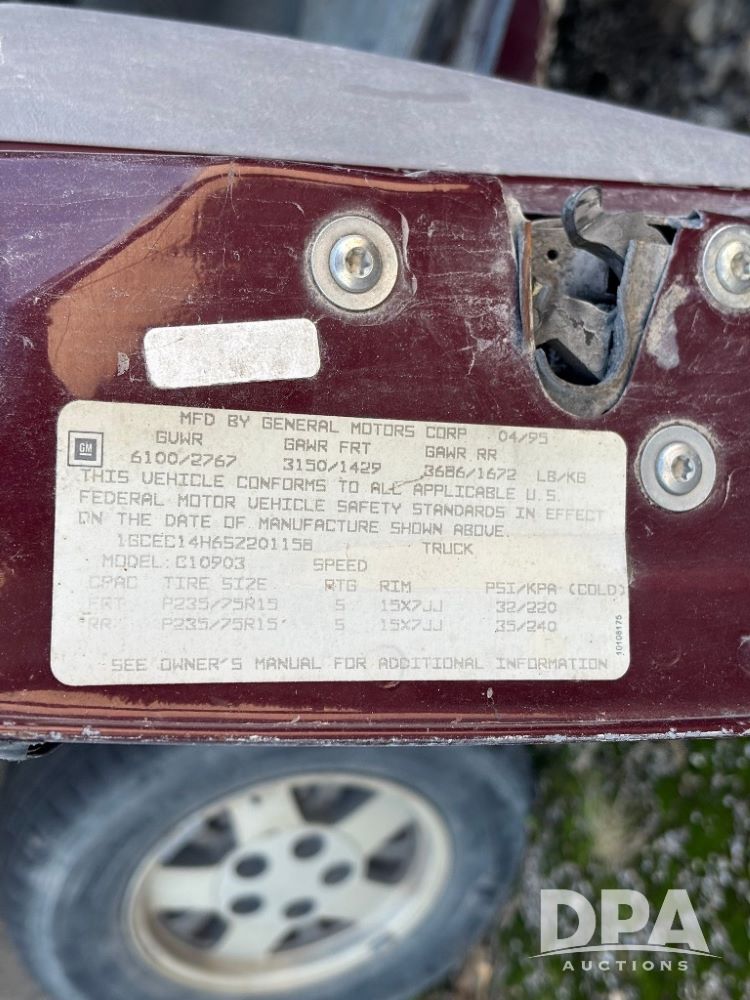 MFD BY GENERAL MOTORS CORP 04/95
GM
GVWR GAWR FRT GAWR RR
6100/2767 3150/1429 3686/1672 LB/KG
THIS VEHICLE CONFORMS TO ALL APPLICABLE U.S.
FEDERAL MOTOR VEHICLE SAFETY STANDARDS IN EFFECT
ON THE DATE OF MANUFACTURE SHOWN ABOVE.
1GCEC14H6SZ201158 TRUCK
MODEL: C10903 SPEED
CPAC TIRE SIZE RTG RIM PSI/KPA (COLD)
FRT P235/75R15 S 15X7JJ 32/220
RR P235/75R15 S 15X7JJ 35/240
SEE OWNER'S MANUAL FOR ADDITIONAL INFORMATION
10108175
DPA
AUCTIONS